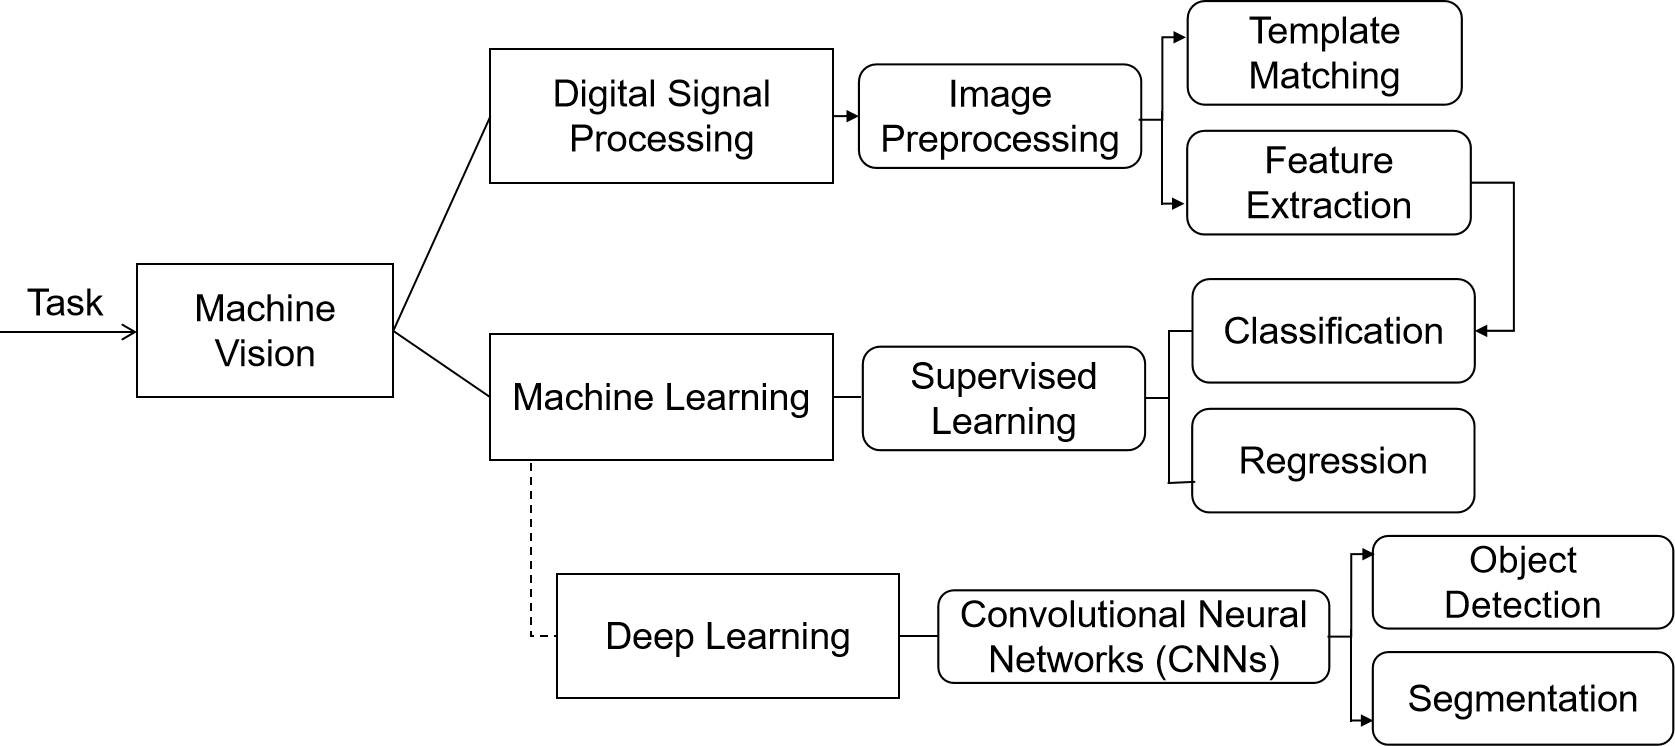 Task
Machine
Vision
Digital Signal
Processing
Image
Preprocessing
Template
Matching
Feature
Extraction
Machine Learning
Supervised
Learning
Classification
Regression
Deep Learning
Convolutional Neural
Networks (CNNs)
Object
Detection
Segmentation